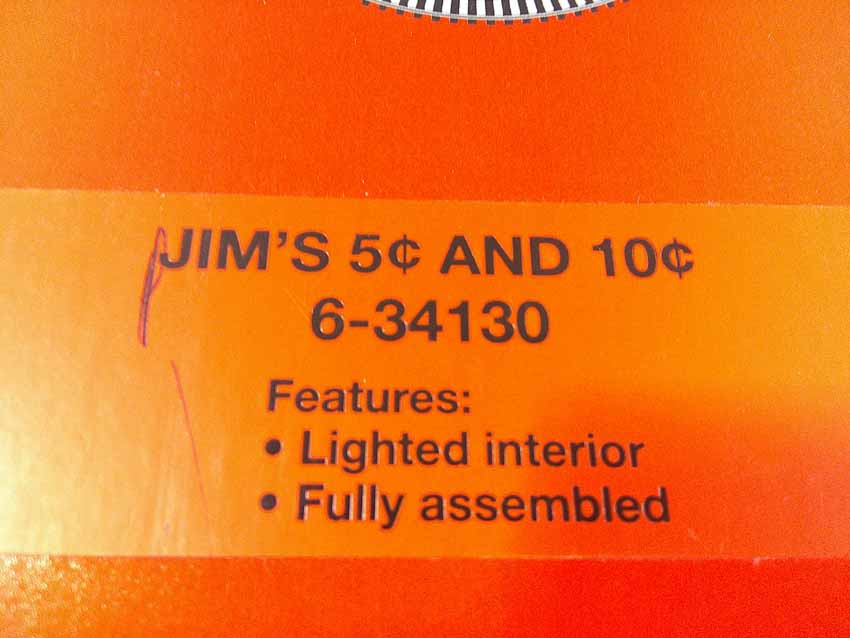 JIM'S 5¢ AND 10¢
6-34130
Features:
• Lighted interior
• Fully assembled